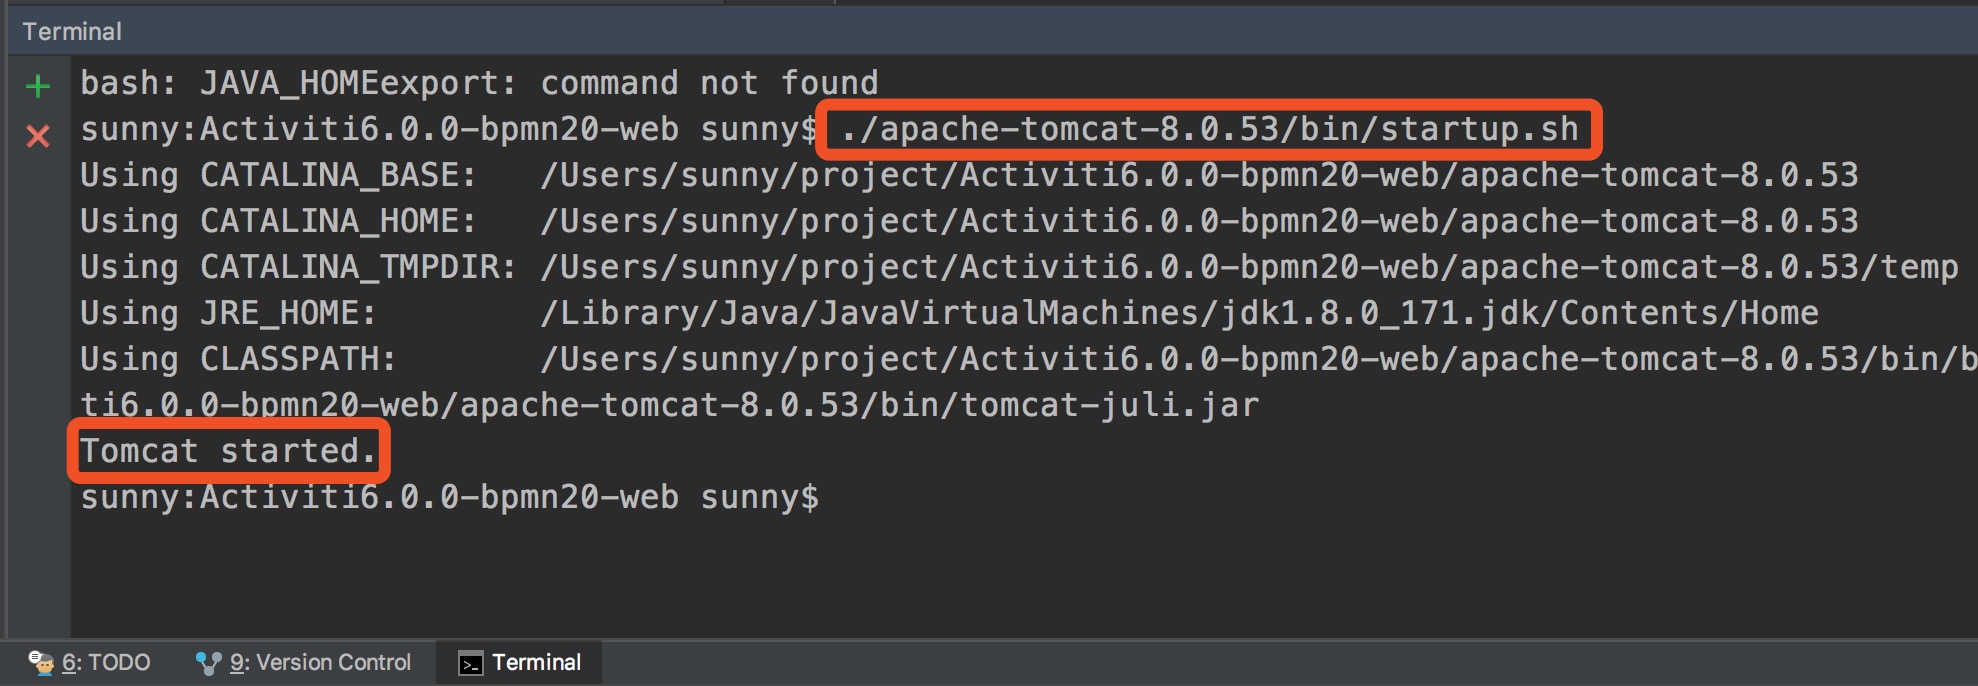 Terminal
bash: JAVA_HOMEexport: command not found
sunny:Activiti6.0.0-bpmn20-web sunny$ ./apache-tomcat-8.0.53/bin/startup.sh
Using CATALINA_BASE:   /Users/sunny/project/Activiti6.0.0-bpmn20-web/apache-tomcat-8.0.53
Using CATALINA_HOME:   /Users/sunny/project/Activiti6.0.0-bpmn20-web/apache-tomcat-8.0.53
Using CATALINA_TMPDIR: /Users/sunny/project/Activiti6.0.0-bpmn20-web/apache-tomcat-8.0.53/temp
Using JRE_HOME:        /Library/Java/JavaVirtualMachines/jdk1.8.0_171.jdk/Contents/Home
Using CLASSPATH:       /Users/sunny/project/Activiti6.0.0-bpmn20-web/apache-tomcat-8.0.53/bin/b
ti6.0.0-bpmn20-web/apache-tomcat-8.0.53/bin/tomcat-juli.jar
Tomcat started.
sunny:Activiti6.0.0-bpmn20-web sunny$
6: TODO 9: Version Control Terminal